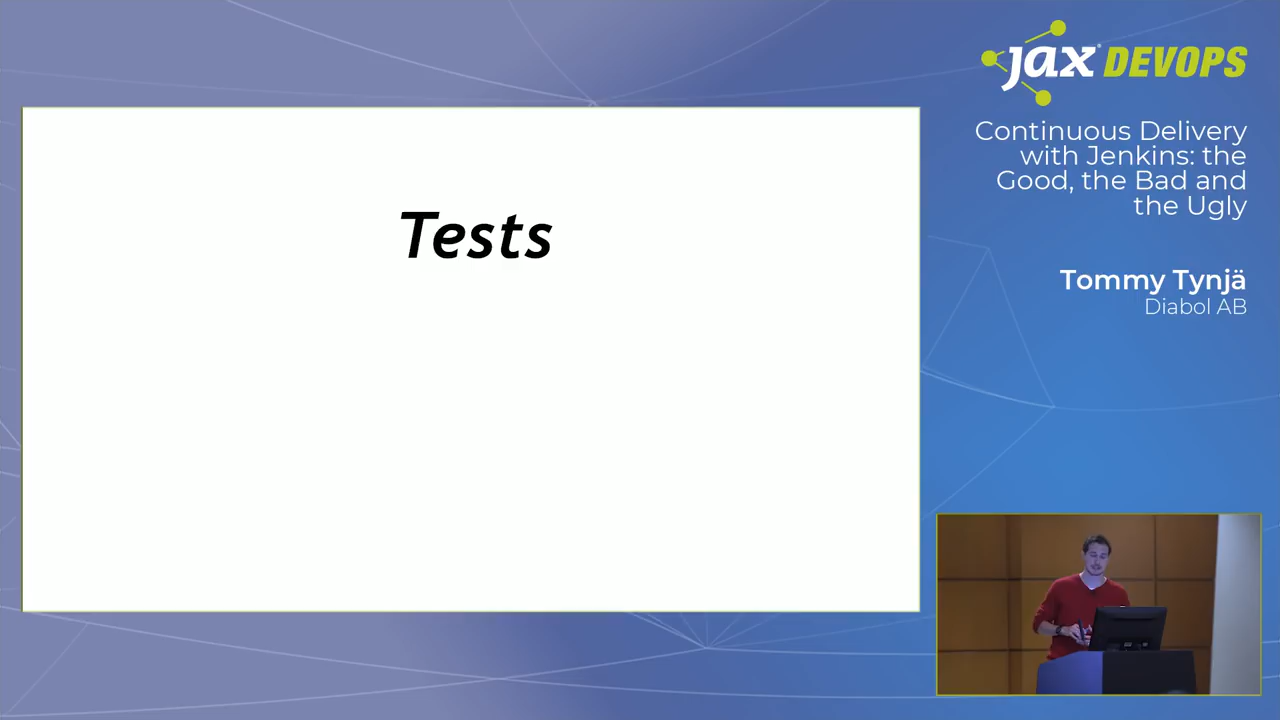 Tests
JAX DEVOPS
Continuous Delivery
with Jenkins: the
Good, the Bad and
the Ugly
Tommy Tynjä
Diabol AB